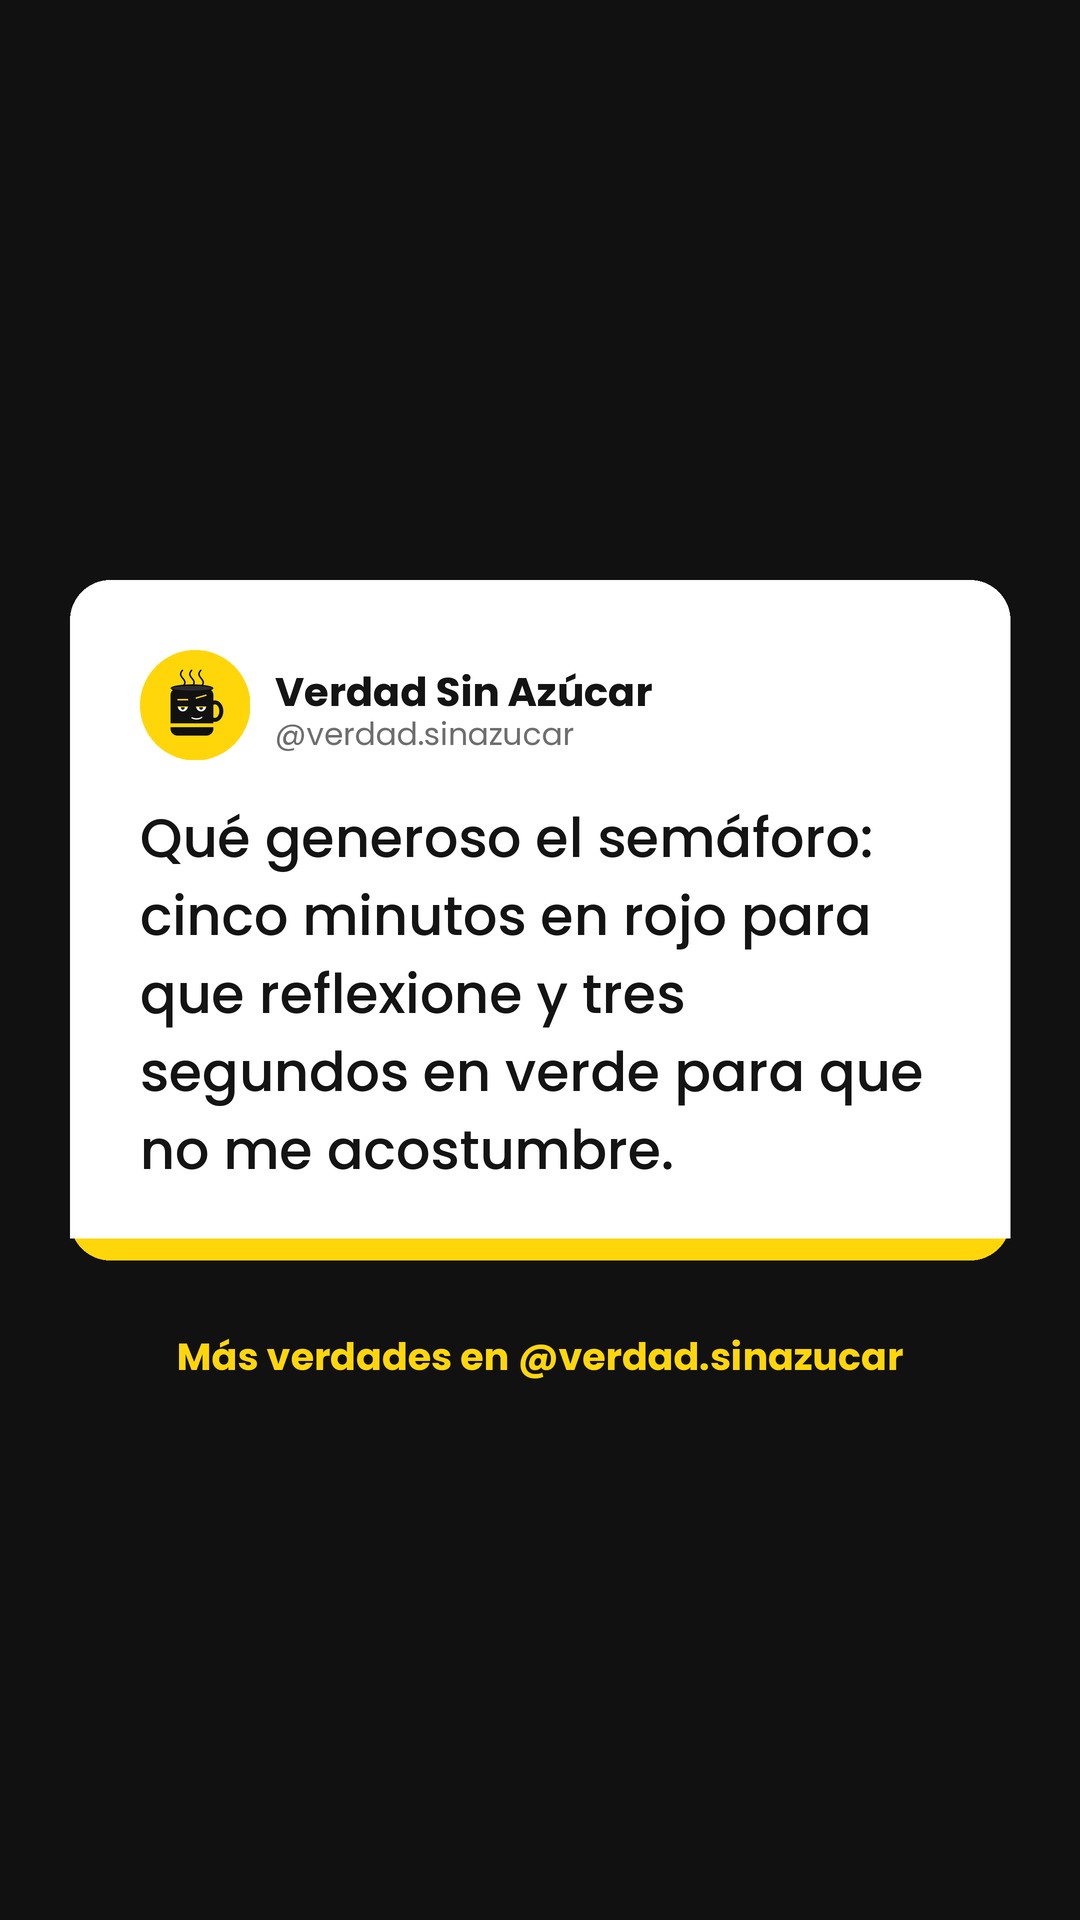 Verdad Sin Azúcar
@verdad.sinazucar
Qué generoso el semáforo:
cinco minutos en rojo para
que reflexione y tres
segundos en verde para que
no me acostumbre.
Más verdades en @verdad.sinazucar